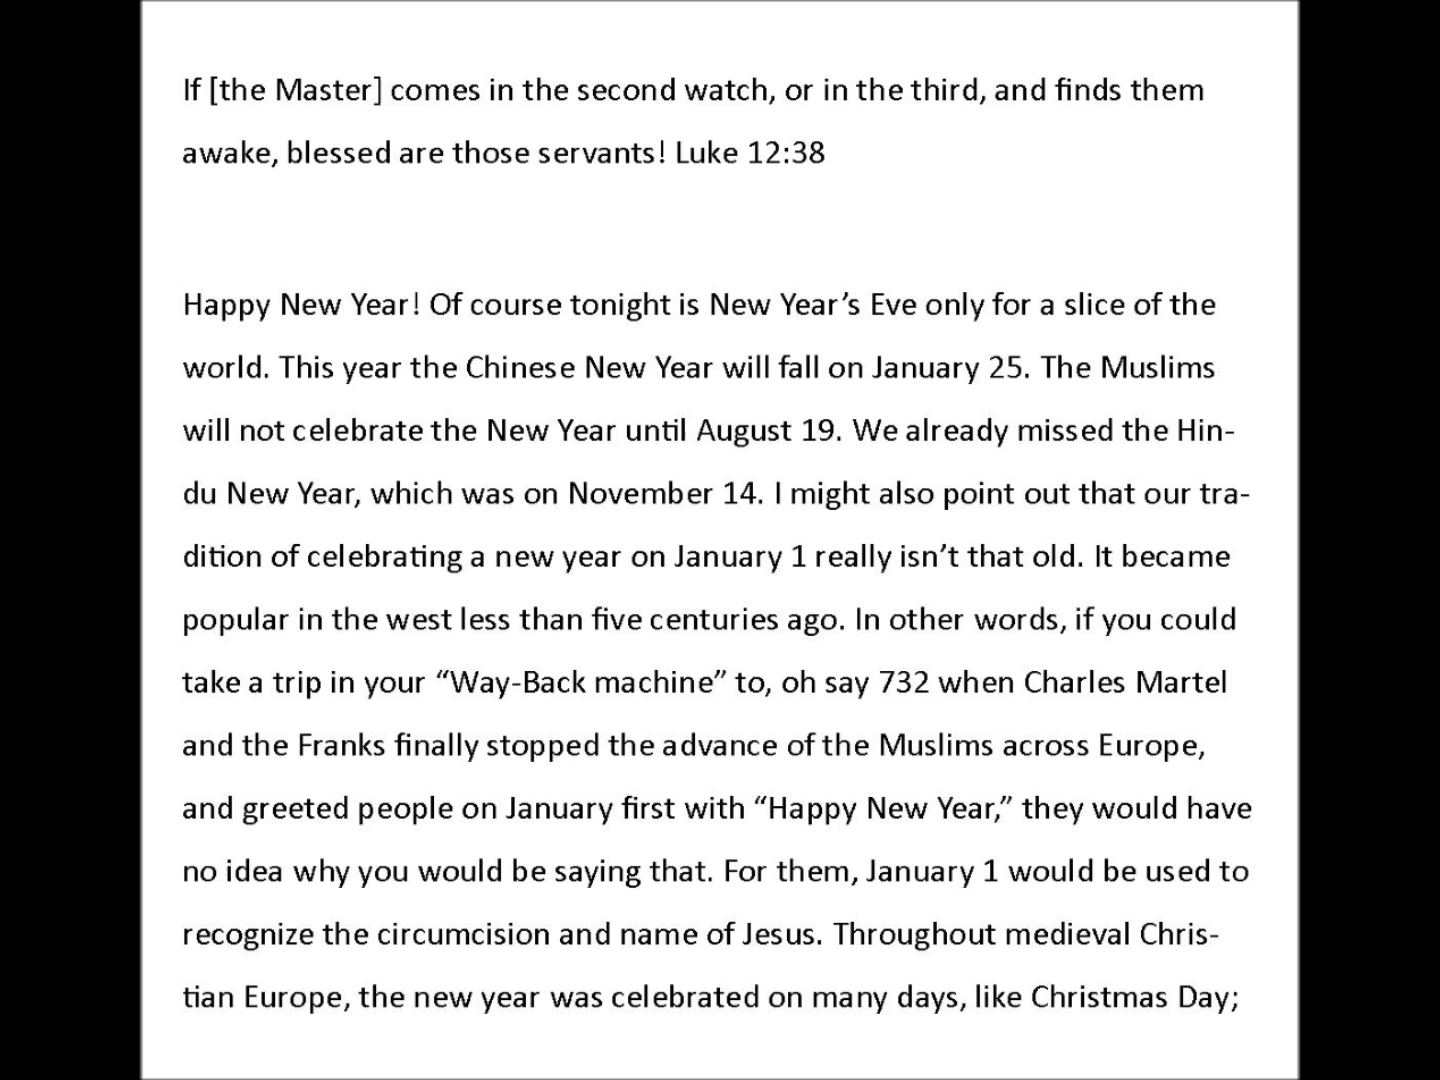 If [the Master] comes in the second watch, or in the third, and finds them
awake, blessed are those servants! Luke 12:38
Happy New Year! Of course tonight is New Year’s Eve only for a slice of the
world. This year the Chinese New Year will fall on January 25. The Muslims
will not celebrate the New Year until August 19. We already missed the Hin-
du New Year, which was on November 14. I might also point out that our tra-
dition of celebrating a new year on January 1 really isn’t that old. It became
popular in the west less than five centuries ago. In other words, if you could
take a trip in your “Way-Back machine” to, oh say 732 when Charles Martel
and the Franks finally stopped the advance of the Muslims across Europe,
and greeted people on January first with “Happy New Year,” they would have
no idea why you would be saying that. For them, January 1 would be used to
recognize the circumcision and name of Jesus. Throughout medieval Chris-
tian Europe, the new year was celebrated on many days, like Christmas Day;